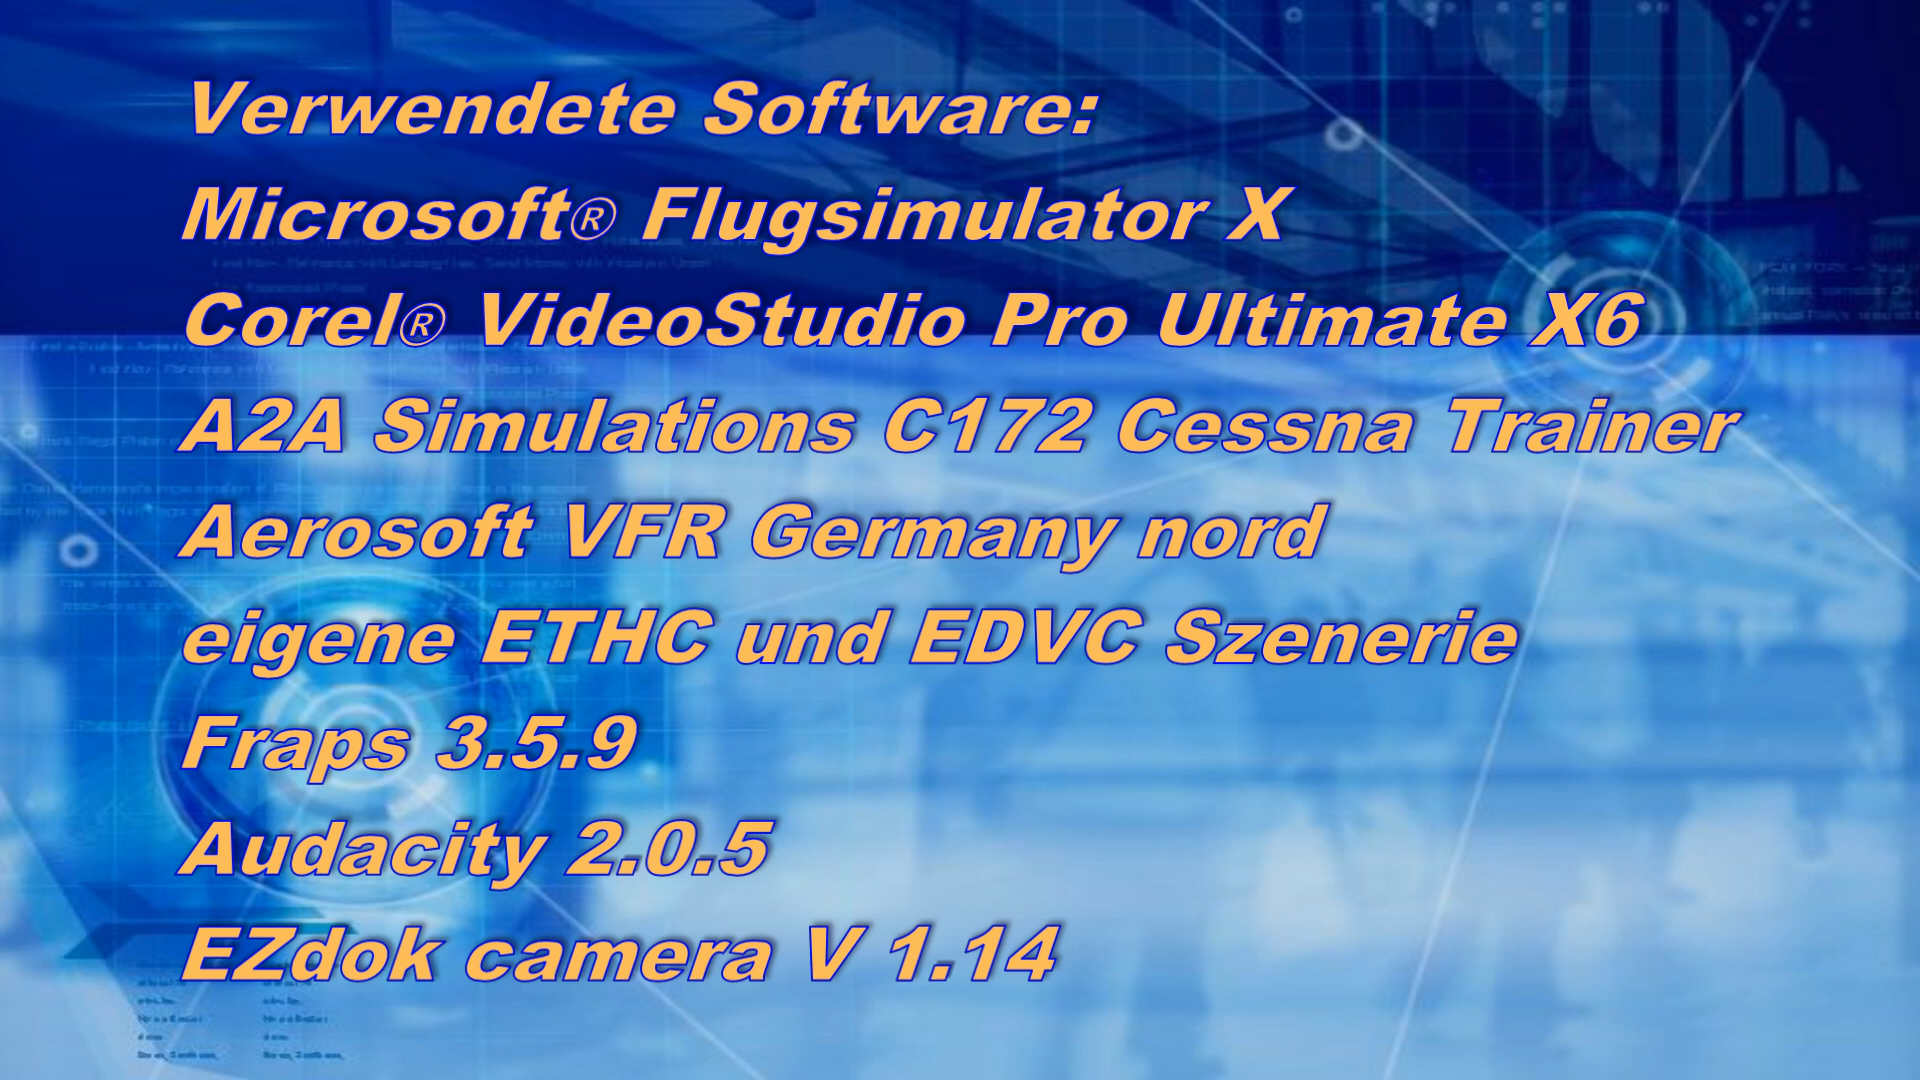 Verwendete Software:
Microsoft® Flugsimulator X
Corel® VideoStudio Pro Ultimate X6
A2A Simulations C172 Cessna Trainer
Aerosoft VFR Germany nord
eigene ETHC und EDVC Szenerie
Fraps 3.5.9
Audacity 2.0.5
EZdok camera V 1.14